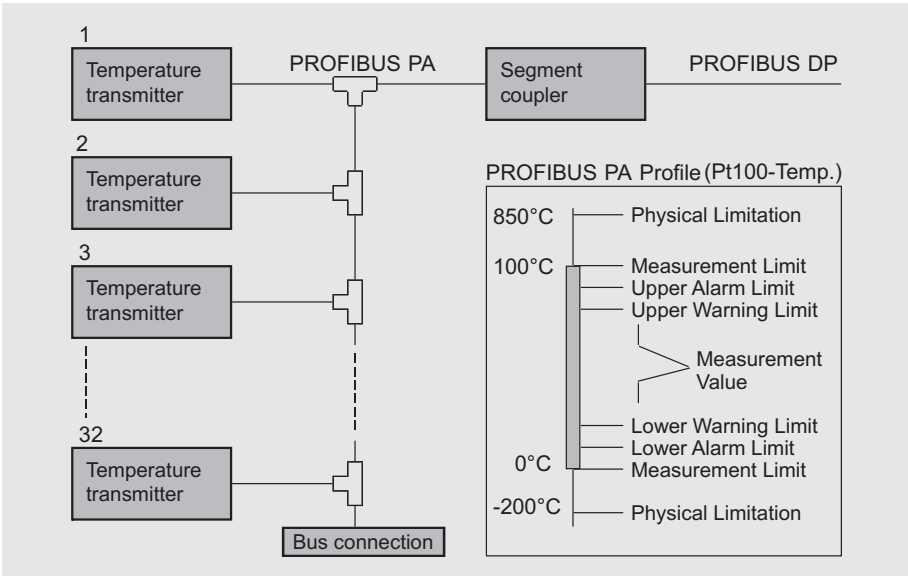 1
Temperature
transmitter
PROFIBUS PA
Segment
coupler
PROFIBUS DP
2
Temperature
transmitter
3
Temperature
transmitter
32
Temperature
transmitter
Bus connection
PROFIBUS PA Profile (Pt100-Temp.)
850°C Physical Limitation
100°C Measurement Limit
Upper Alarm Limit
Upper Warning Limit
Measurement
Value
Lower Warning Limit
Lower Alarm Limit
0°C Measurement Limit
-200°C Physical Limitation